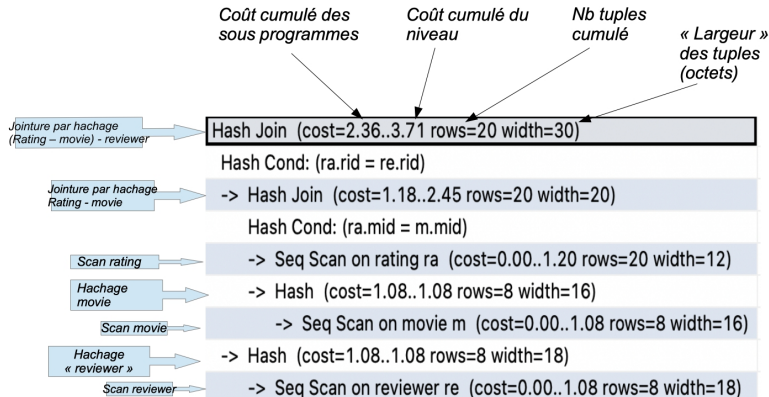 Coût cumulé des
sous programmes
Coût cumulé du
niveau
Nb tuples
cumulé
« Largeur »
des tuples
(octets)
Jointure par hachage
(Rating – movie) - reviewer
Hash Join (cost=2.36..3.71 rows=20 width=30)
Hash Cond: (ra.rid = re.rid)
Jointure par hachage
Rating - movie
-> Hash Join (cost=1.18..2.45 rows=20 width=20)
Hash Cond: (ra.mid = m.mid)
Scan rating
-> Seq Scan on rating ra (cost=0.00..1.20 rows=20 width=12)
Hachage
movie
-> Hash (cost=1.08..1.08 rows=8 width=16)
Scan movie
-> Seq Scan on movie m (cost=0.00..1.08 rows=8 width=16)
Hachage
« reviewer »
-> Hash (cost=1.08..1.08 rows=8 width=18)
Scan reviewer
-> Seq Scan on reviewer re (cost=0.00..1.08 rows=8 width=18)